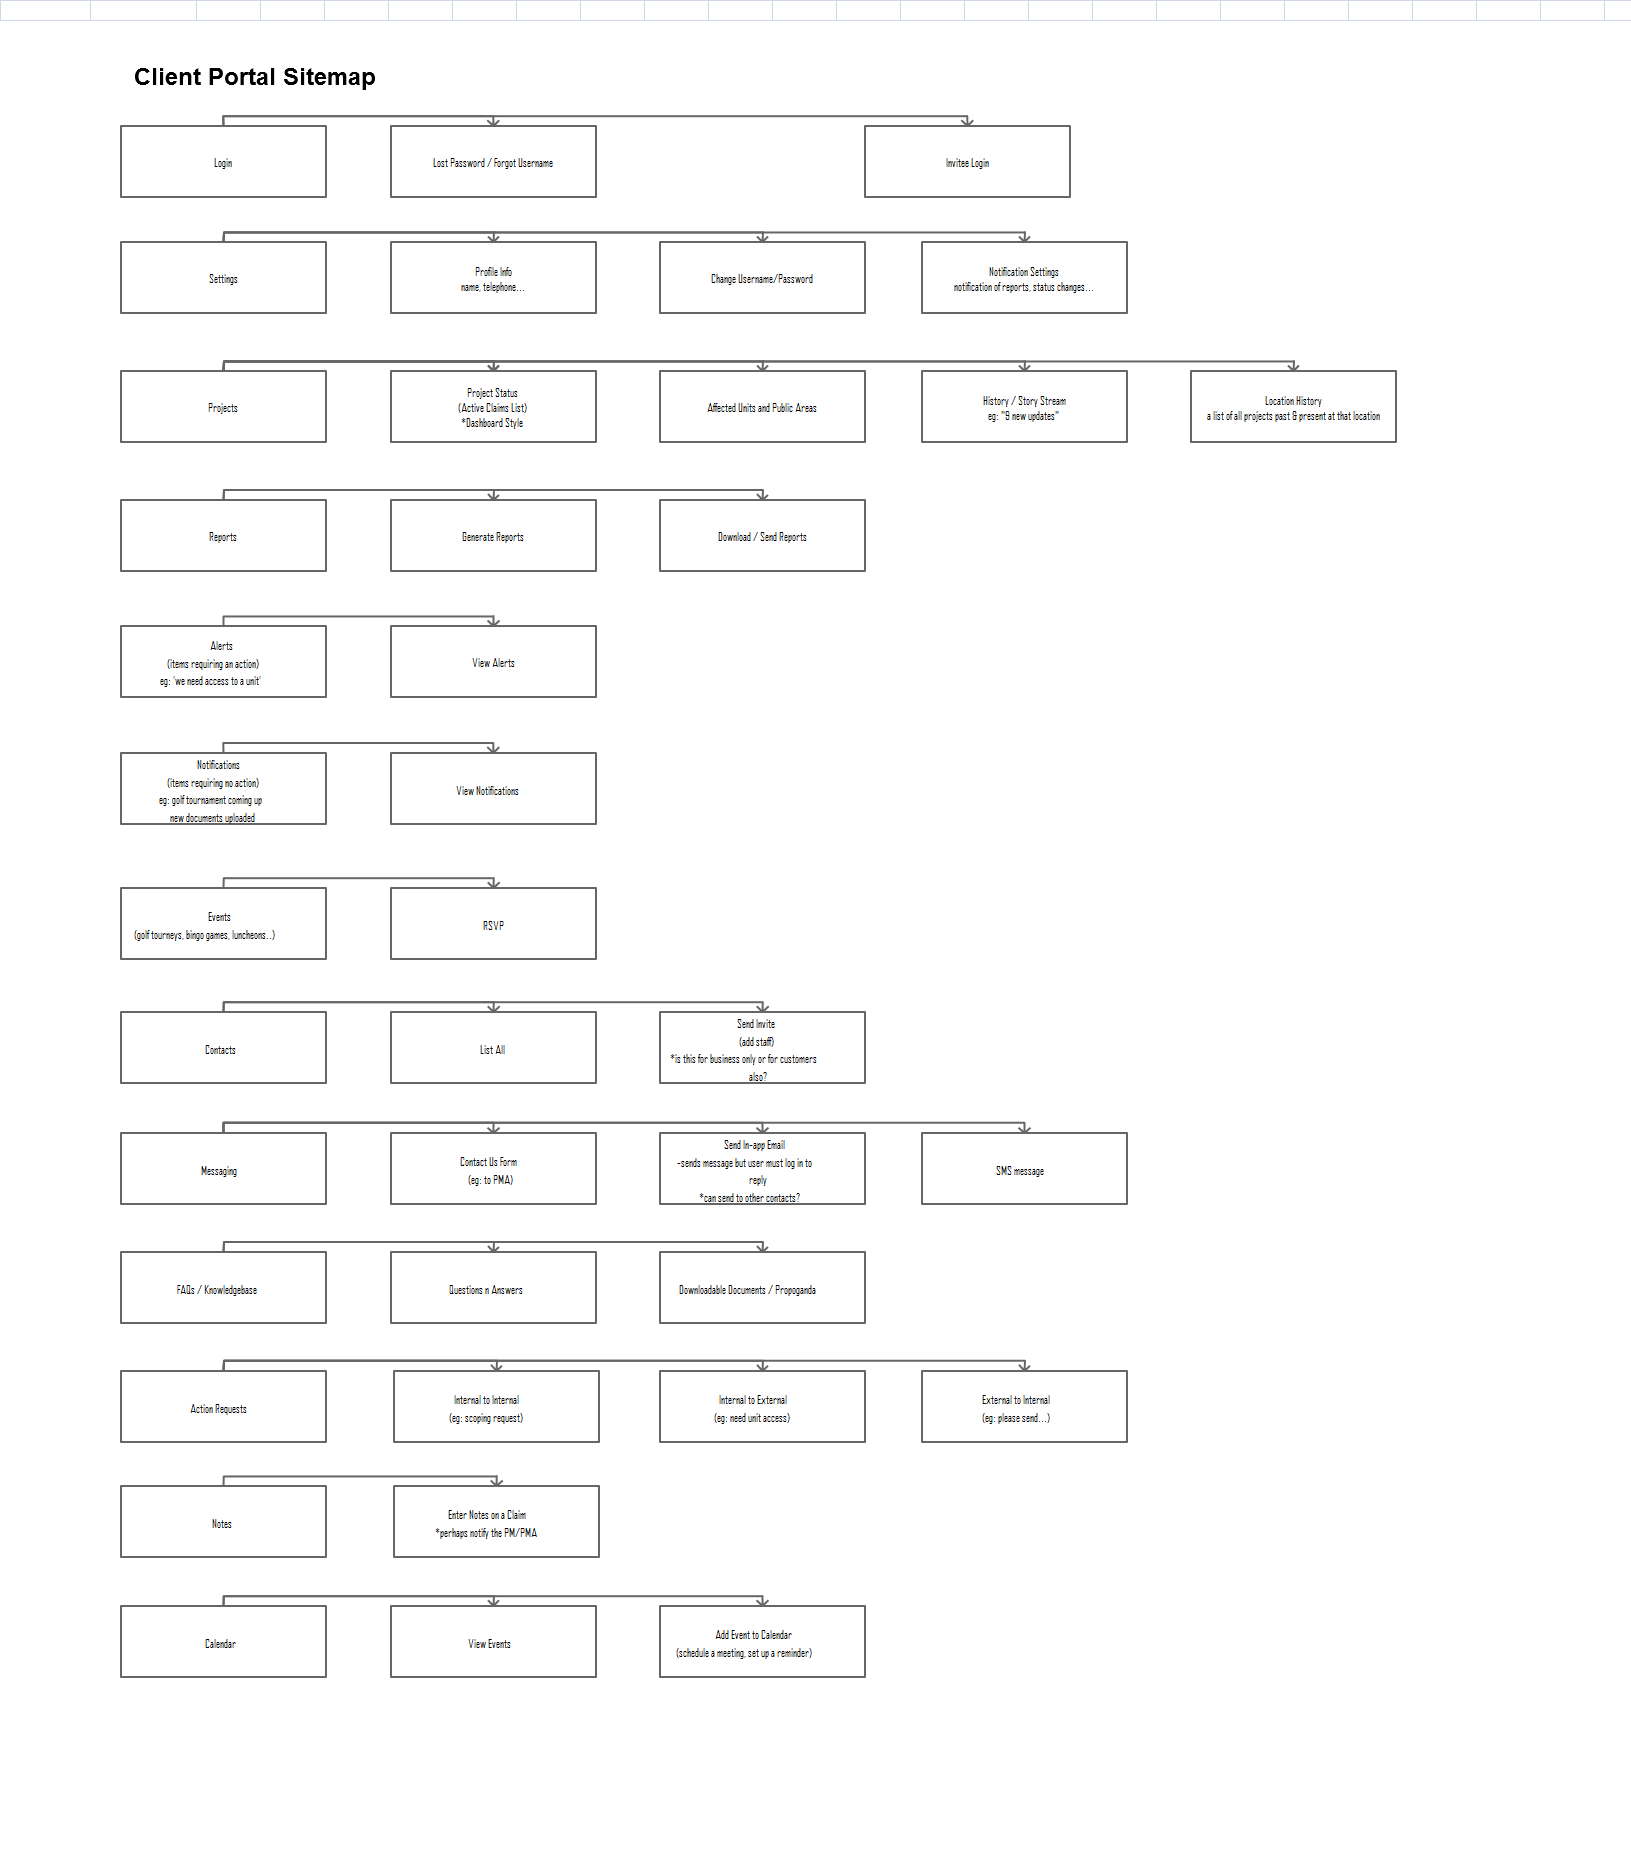 Client Portal Sitemap
Login
Lost Password / Forgot Username
Invitee Login
Settings
Profile Info
name, telephone...
Change Username/Password
Notification Settings
notification of reports, status changes...
Projects
Project Status
(Active Claims List)
*Dashboard Style
Affected Units and Public Areas
History / Story Stream
eg: "9 new updates"
Location History
a list of all projects past & present at that location
Reports
Generate Reports
Download / Send Reports
Alerts
(items requiring an action)
eg: 'we need access to a unit'
View Alerts
Notifications
(items requiring no action)
eg: golf tournament coming up
new documents uploaded
View Notifications
Events
(golf tourneys, bingo games, luncheons..)
RSVP
Contacts
List All
Send Invite
(add staff)
*is this for business only or for customers
also?
Messaging
Contact Us Form
(eg: to PMA)
Send In-app Email
-sends message but user must log in to
reply
*can send to other contacts?
SMS message
FAQs / Knowledgebase
Questions n Answers
Downloadable Documents / Propoganda
Action Requests
Internal to Internal
(eg: scoping request)
Internal to External
(eg: need unit access)
External to Internal
(eg: please send...)
Notes
Enter Notes on a Claim
*perhaps notify the PM/PMA
Calendar
View Events
Add Event to Calendar
(schedule a meeting, set up a reminder)